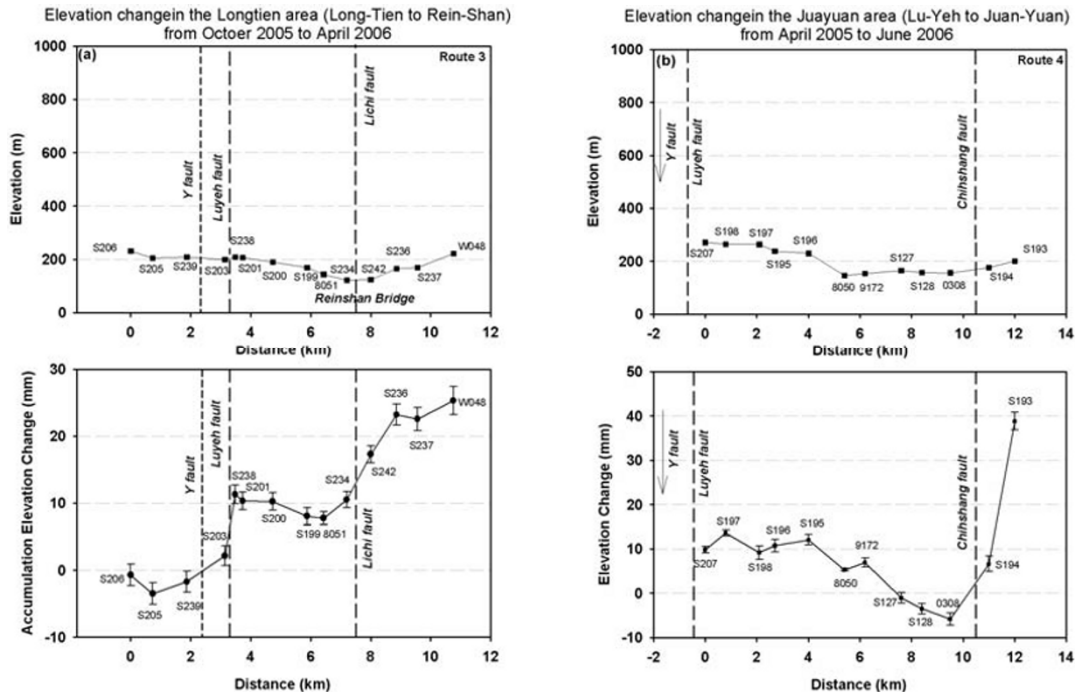 Elevation changein the Longtien area (Long-Tien to Rein-Shan)
from Octoer 2005 to April 2006
1000
800
600
400
200
0
Elevation (m)
(a)
Route 3
Y fault
Luyeh fault
Lichi fault
S206
S205
S239
S203
S238
S201
S200
S199
8051
S234
S242
S236
S237
W048
Reinshan Bridge
0 2 4 6 8 10 12
Distance (km)
30
20
10
0
-10
Accumulation Elevation Change (mm)
Y fault
Luyeh fault
Lichi fault
S206
S205
S239
S203
S238
S201
S200
S199
8051
S234
S242
S236
S237
W048
0 2 4 6 8 10 12
Distance (km)
Elevation changein the Juayuan area (Lu-Yeh to Juan-Yuan)
from April 2005 to June 2006
1000
800
600
400
200
0
Elevation (m)
(b)
Route 4
Y fault
Luyeh fault
Chihshang fault
S207
S198
S197
S195
S196
8050
9172
S127
S128
0308
S194
S193
-2 0 2 4 6 8 10 12 14
Distance (km)
50
40
30
20
10
0
-10
Elevation Change (mm)
Y fault
Luyeh fault
Chihshang fault
S207
S197
S198
S196
S195
8050
9172
S127
S128
0308
S194
S193
-2 0 2 4 6 8 10 12 14
Distance (km)